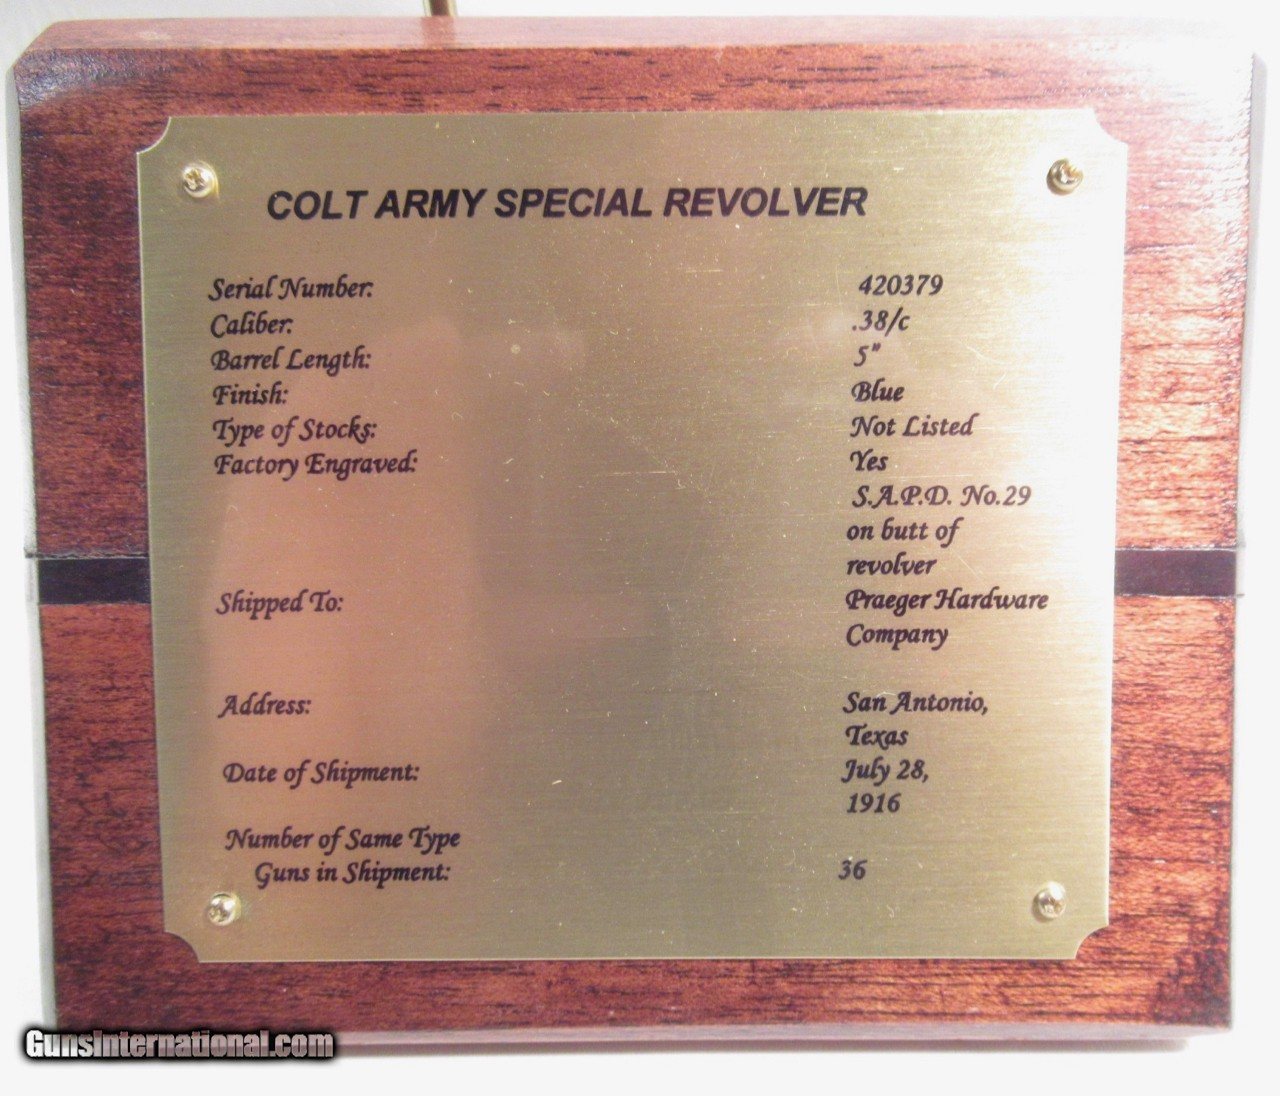 COLT ARMY SPECIAL REVOLVER
Serial Number: 420379
Caliber: .38/c
Barrel Length: 5"
Finish: Blue
Type of Stocks: Not Listed
Factory Engraved: Yes
S.A.P.D. No.29
on butt of
revolver
Shipped To: Praeger Hardware
Company
Address: San Antonio,
Texas
Date of Shipment: July 28,
1916
Number of Same Type
Guns in Shipment: 36
GunsInternational.com